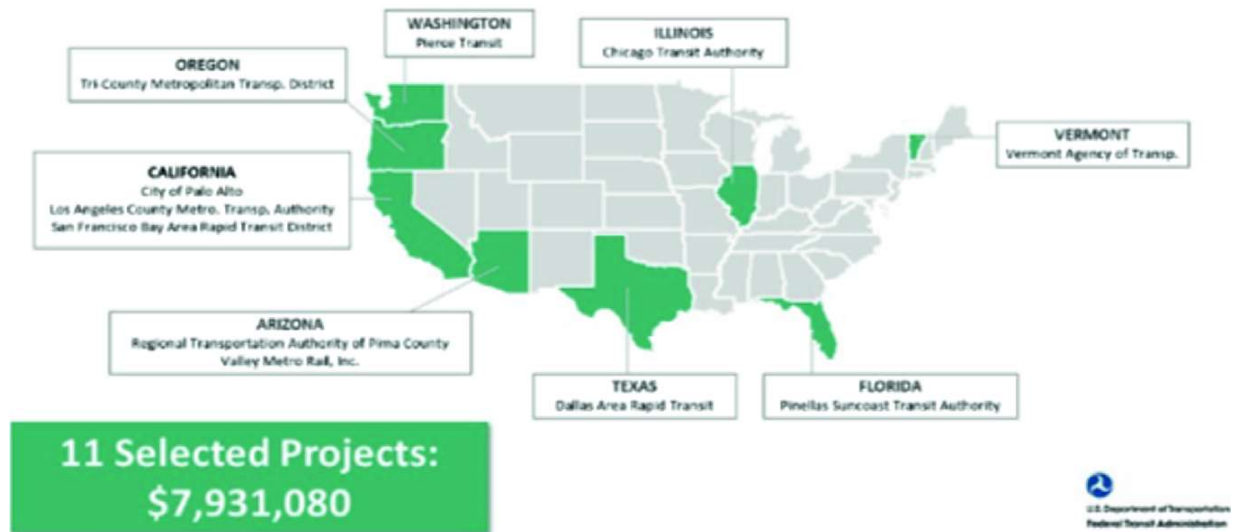 WASHINGTON
Pierce Transit
ILLINOIS
Chicago Transit Authority
OREGON
Tri-County Metropolitan Transp. District
VERMONT
Vermont Agency of Transp.
CALIFORNIA
City of Palo Alto
Los Angeles County Metro. Transp. Authority
San Francisco Bay Area Rapid Transit District
ARIZONA
Regional Transportation Authority of Pima County
Valley Metro Rail, Inc.
TEXAS
Dallas Area Rapid Transit
FLORIDA
Pinellas Suncoast Transit Authority
11 Selected Projects:
$7,931,080
U.S. Department of Transportation
Federal Transit Administration